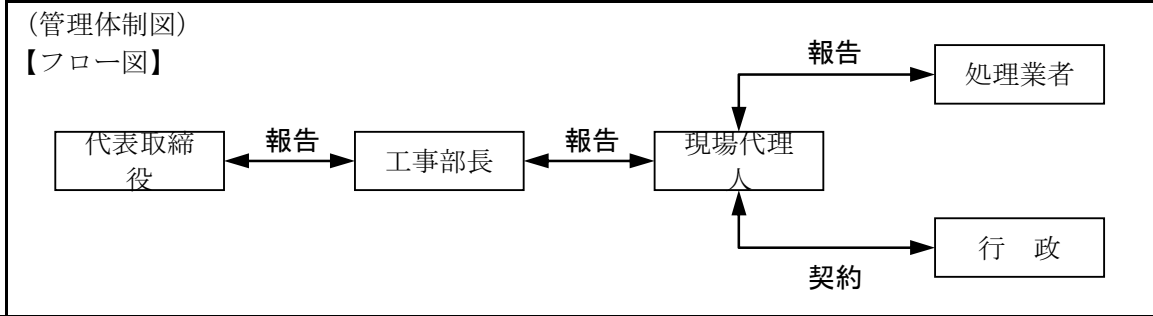 (管理体制図)
【フロー図】
報告
処理業者
代表取締
役
報告
工事部長
報告
現場代理
人
行　政
契約